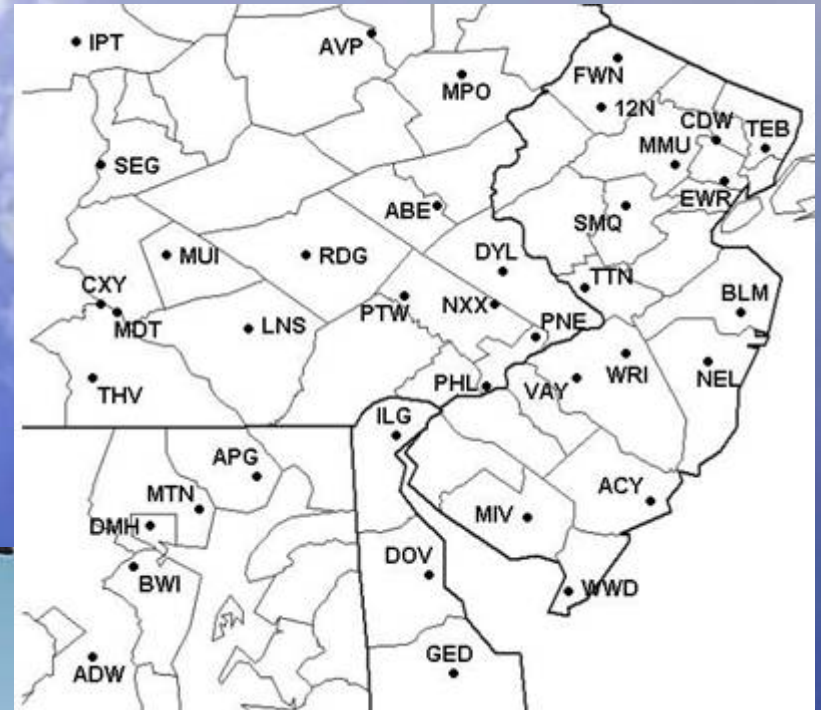 IPT
AVP
MPO
FWN
12N
CDW
TEB
MMU
SEG
EWR
ABE
SMQ
MUI
RDG
DYL
TTN
CXY
BLM
MDT
LNS
PTW
NXX
PNE
THV
PHL
VAY
WRI
NEL
ILG
APG
MTN
ACY
DMH
MIV
DOV
BWI
WWD
GED
ADW